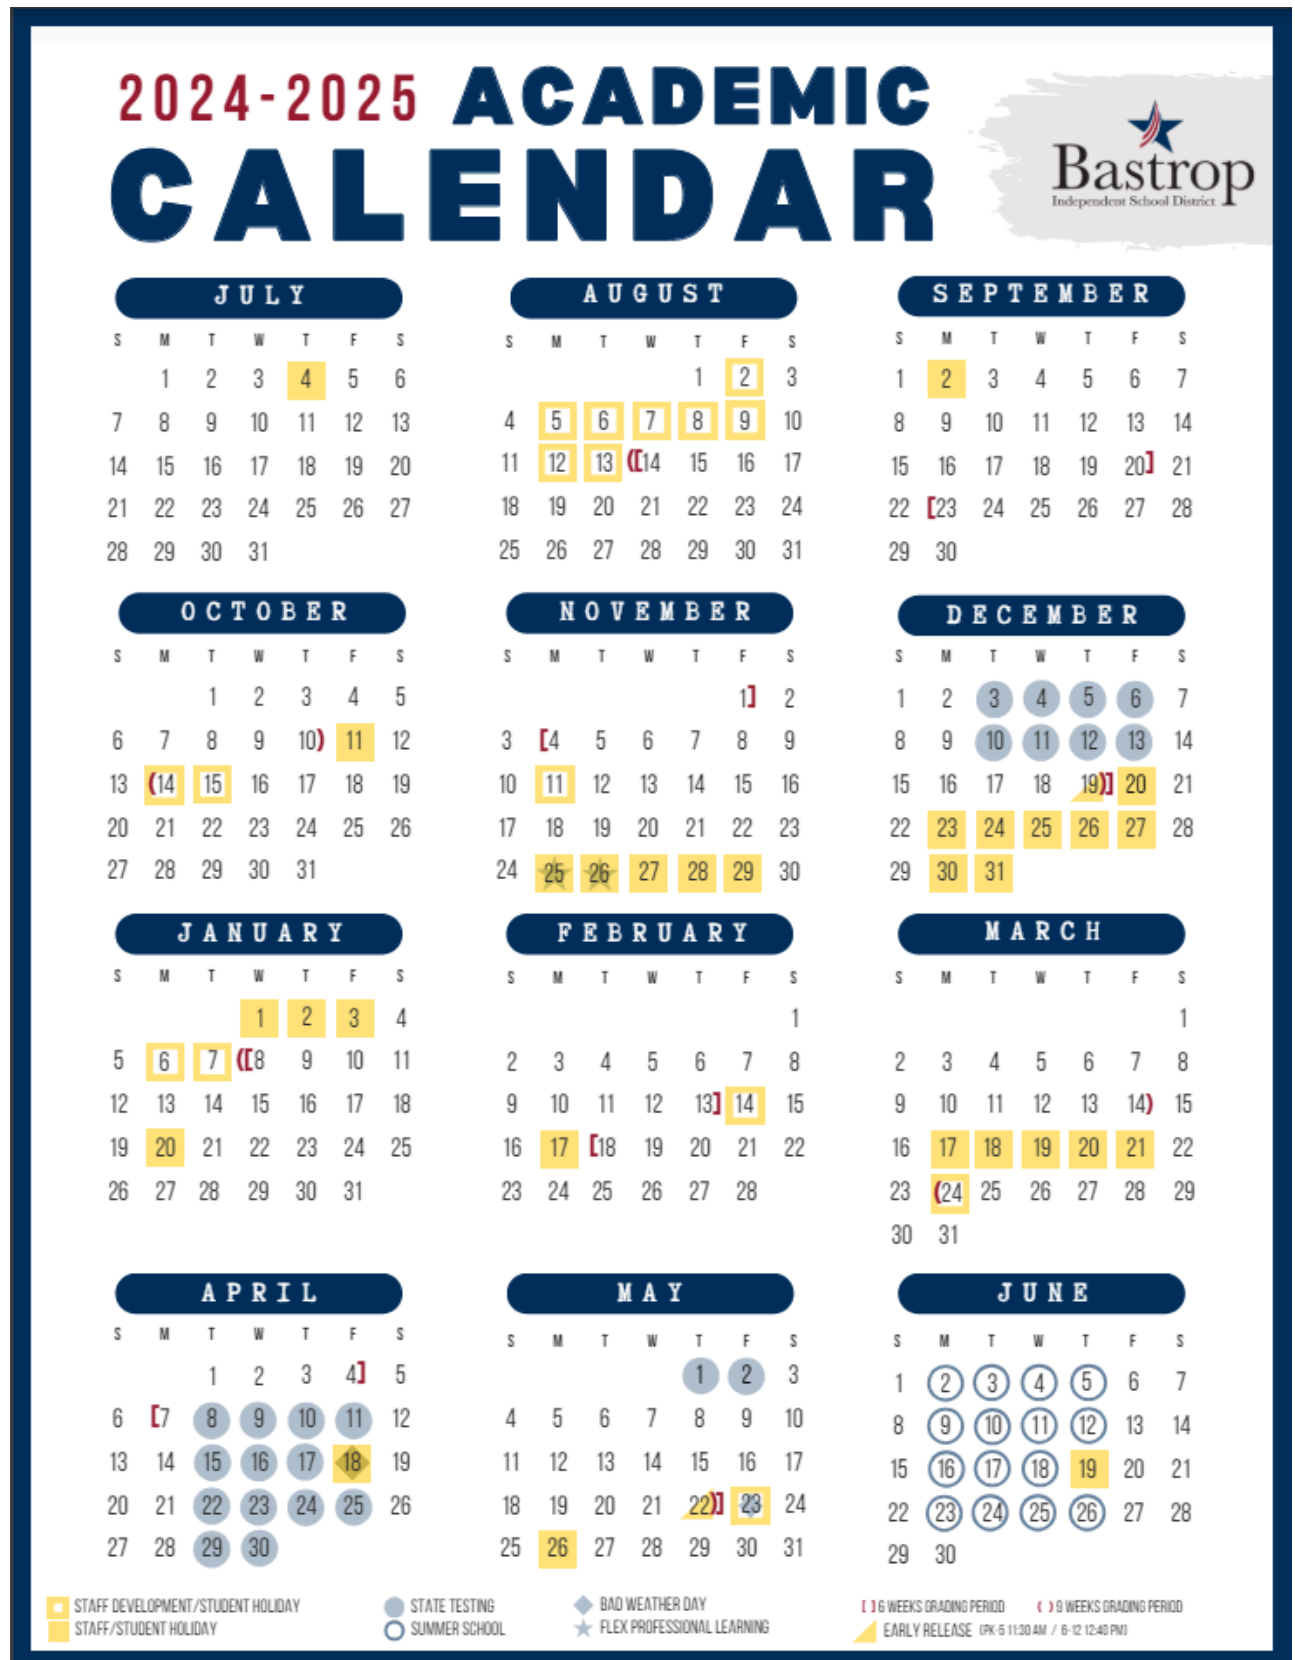 2024-2025 ACADEMIC
CALENDAR
Bastrop
Independent School District
JULY
S M T W T F S
1 2 3 4 5 6
7 8 9 10 11 12 13
14 15 16 17 18 19 20
21 22 23 24 25 26 27
28 29 30 31
AUGUST
S M T W T F S
1 2 3
4 5 6 7 8 9 10
11 12 13 ([14 15 16 17
18 19 20 21 22 23 24
25 26 27 28 29 30 31
SEPTEMBER
S M T W T F S
1 2 3 4 5 6 7
8 9 10 11 12 13 14
15 16 17 18 19 20] 21
22 [23 24 25 26 27 28
29 30
OCTOBER
S M T W T F S
1 2 3 4 5
6 7 8 9 10) 11 12
13 (14 15 16 17 18 19
20 21 22 23 24 25 26
27 28 29 30 31
NOVEMBER
S M T W T F S
1] 2
3 [4 5 6 7 8 9
10 11 12 13 14 15 16
17 18 19 20 21 22 23
24 25 26 27 28 29 30
DECEMBER
S M T W T F S
1 2 3 4 5 6 7
8 9 10 11 12 13 14
15 16 17 18 19)] 20 21
22 23 24 25 26 27 28
29 30 31
JANUARY
S M T W T F S
1 2 3 4
5 6 7 ([8 9 10 11
12 13 14 15 16 17 18
19 20 21 22 23 24 25
26 27 28 29 30 31
FEBRUARY
S M T W T F S
1
2 3 4 5 6 7 8
9 10 11 12 13] 14 15
16 17 [18 19 20 21 22
23 24 25 26 27 28
MARCH
S M T W T F S
1
2 3 4 5 6 7 8
9 10 11 12 13 14) 15
16 17 18 19 20 21 22
23 (24 25 26 27 28 29
30 31
APRIL
S M T W T F S
1 2 3 4] 5
6 [7 8 9 10 11 12
13 14 15 16 17 18 19
20 21 22 23 24 25 26
27 28 29 30
MAY
S M T W T F S
1 2 3
4 5 6 7 8 9 10
11 12 13 14 15 16 17
18 19 20 21 22)] 23 24
25 26 27 28 29 30 31
JUNE
S M T W T F S
1 2 3 4 5 6 7
8 9 10 11 12 13 14
15 16 17 18 19 20 21
22 23 24 25 26 27 28
29 30
STAFF DEVELOPMENT/STUDENT HOLIDAY
STAFF/STUDENT HOLIDAY
STATE TESTING
SUMMER SCHOOL
BAD WEATHER DAY
FLEX PROFESSIONAL LEARNING
[ ] 6 WEEKS GRADING PERIOD ( ) 9 WEEKS GRADING PERIOD
EARLY RELEASE (PK-5 11:30 AM / 6-12 12:40 PM)